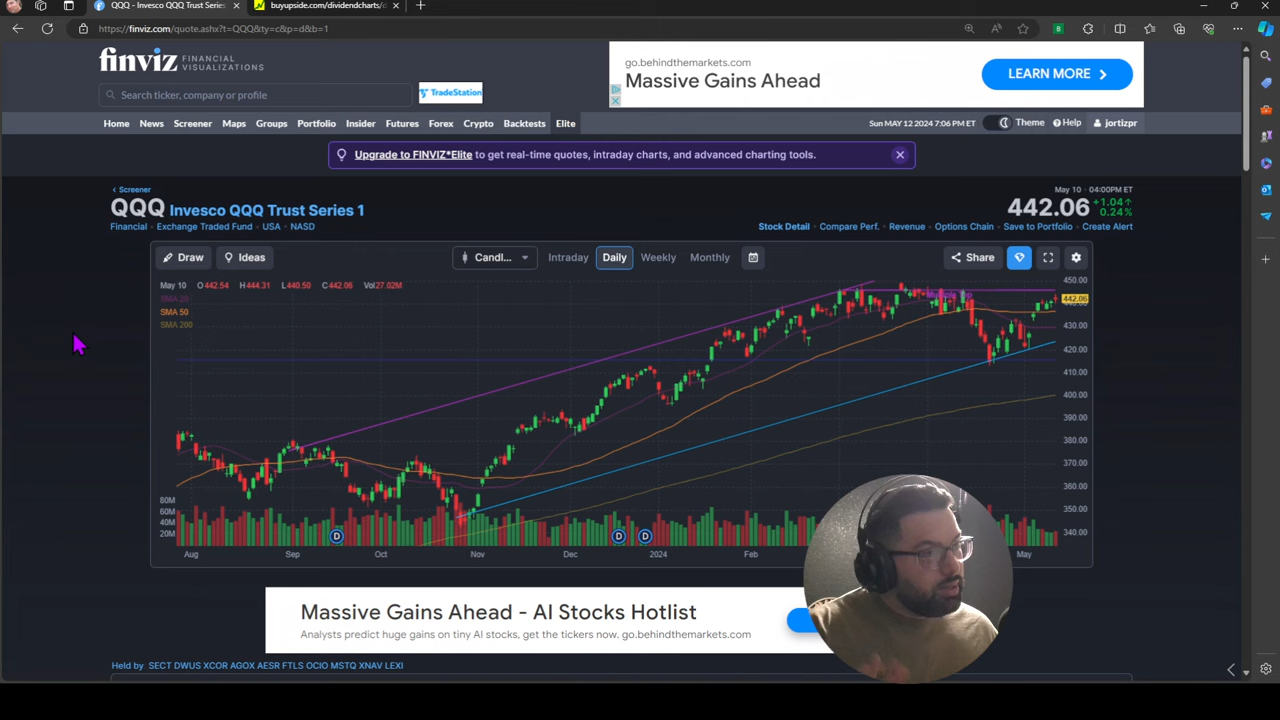 QQQ - Invesco QQQ Trust Series
buyupside.com/dividendcharts/d
https://finviz.com/quote.ashx?t=QQQ&ty=c&p=d&b=1
finviz FINANCIAL VISUALIZATIONS
go.behindthemarkets.com
Massive Gains Ahead
LEARN MORE
Search ticker, company or profile
TradeStation
Home News Screener Maps Groups Portfolio Insider Futures Forex Crypto Backtests Elite
Sun MAY 12 2024 7:06 PM ET Theme Help jortizpr
Upgrade to FINVIZ*Elite to get real-time quotes, intraday charts, and advanced charting tools.
Screener
May 10 · 04:00PM ET
QQQ Invesco QQQ Trust Series 1
442.06 +1.04
0.24%
Financial · Exchange Traded Fund · USA · NASD
Stock Detail · Compare Perf. · Revenue · Options Chain · Save to Portfolio · Create Alert
Draw Ideas Candl... Intraday Daily Weekly Monthly Share
May 10 O442.54 H444.31 L440.50 C442.06 Vol27.02M
SMA 20
SMA 50
SMA 200
450.00
442.06
430.00
420.00
410.00
400.00
390.00
380.00
370.00
360.00
350.00
340.00
80M
60M
40M
20M
D D D
Aug Sep Oct Nov Dec 2024 Feb May
Massive Gains Ahead - AI Stocks Hotlist
Analysts predict huge gains on tiny AI stocks, get the tickers now. go.behindthemarkets.com
Held by SECT DWUS XCOR AGOX AESR FTLS OCIO MSTQ XNAV LEXI